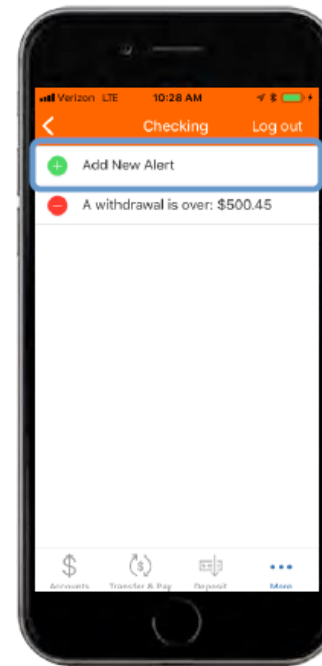 Verizon LTE 10:28 AM
Checking Log out
Add New Alert
A withdrawal is over: $500.45
Accounts Transfer & Pay Deposit More